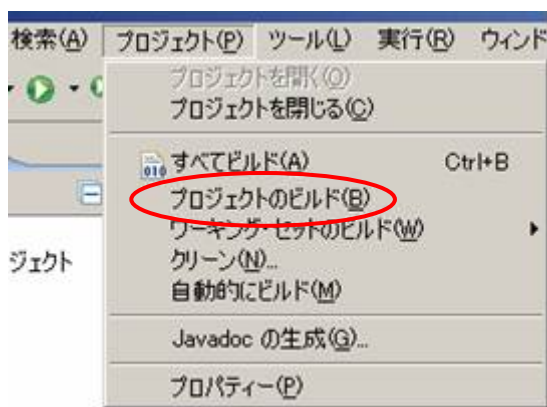 検索(A) プロジェクト(P) ツール(L) 実行(R) ウィンド
プロジェクトを開く(O)
プロジェクトを閉じる(C)
すべてビルド(A) Ctrl+B
プロジェクトのビルド(B)
ワーキング・セットのビルド(W)
ジェクト
クリーン(N)...
自動的にビルド(M)
Javadoc の生成(G)...
プロパティー(P)